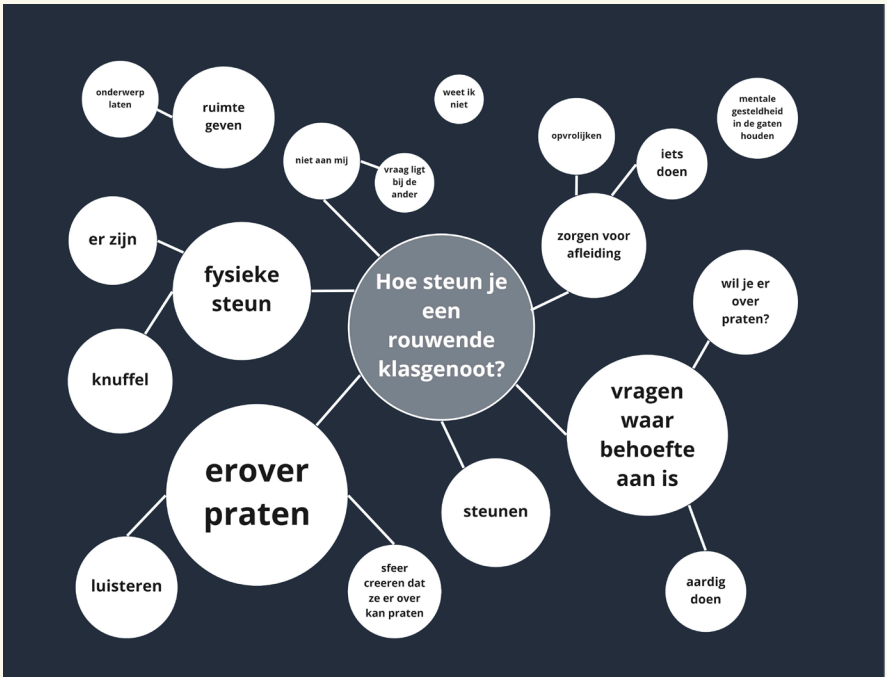 onderwerp
laten
ruimte
geven
weet ik
niet
mentale
gesteldheid
in de gaten
houden
opvrolijken
niet aan mij
vraag ligt
bij de
ander
iets
doen
er zijn
fysieke
steun
zorgen voor
afleiding
Hoe steun je
een
rouwende
klasgenoot?
wil je er
over
praten?
knuffel
vragen
waar
behoefte
aan is
erover
praten
steunen
luisteren
sfeer
creeren dat
ze er over
kan praten
aardig
doen